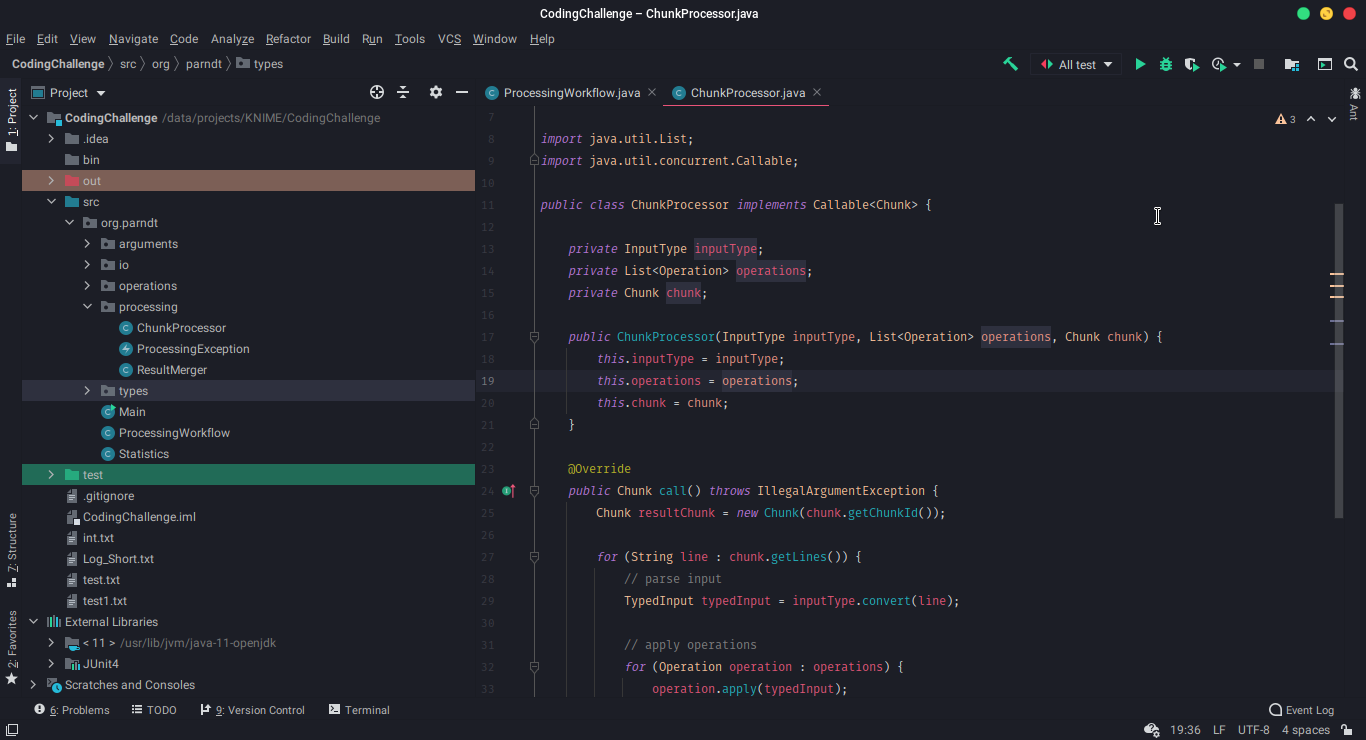 CodingChallenge – ChunkProcessor.java
File Edit View Navigate Code Analyze Refactor Build Run Tools VCS Window Help
CodingChallenge src org parndt types
All test
1: Project
7: Structure
2: Favorites
Project
CodingChallenge /data/projects/KNIME/CodingChallenge
.idea
bin
out
src
org.parndt
arguments
io
operations
processing
ChunkProcessor
ProcessingException
ResultMerger
types
Main
ProcessingWorkflow
Statistics
test
.gitignore
CodingChallenge.iml
int.txt
Log_Short.txt
test.txt
test1.txt
External Libraries
< 11 > /usr/lib/jvm/java-11-openjdk
JUnit4
Scratches and Consoles
ProcessingWorkflow.java ChunkProcessor.java
3
Ant
7
8 import java.util.List;
9 import java.util.concurrent.Callable;
10
11 public class ChunkProcessor implements Callable<Chunk> {
12
13 private InputType inputType;
14 private List<Operation> operations;
15 private Chunk chunk;
16
17 public ChunkProcessor(InputType inputType, List<Operation> operations, Chunk chunk) {
18 this.inputType = inputType;
19 this.operations = operations;
20 this.chunk = chunk;
21 }
22
23 @Override
24 public Chunk call() throws IllegalArgumentException {
25 Chunk resultChunk = new Chunk(chunk.getChunkId());
26
27 for (String line : chunk.getLines()) {
28 // parse input
29 TypedInput typedInput = inputType.convert(line);
30
31 // apply operations
32 for (Operation operation : operations) {
33 operation.apply(typedInput);
6: Problems TODO 9: Version Control Terminal Event Log
19:36 LF UTF-8 4 spaces